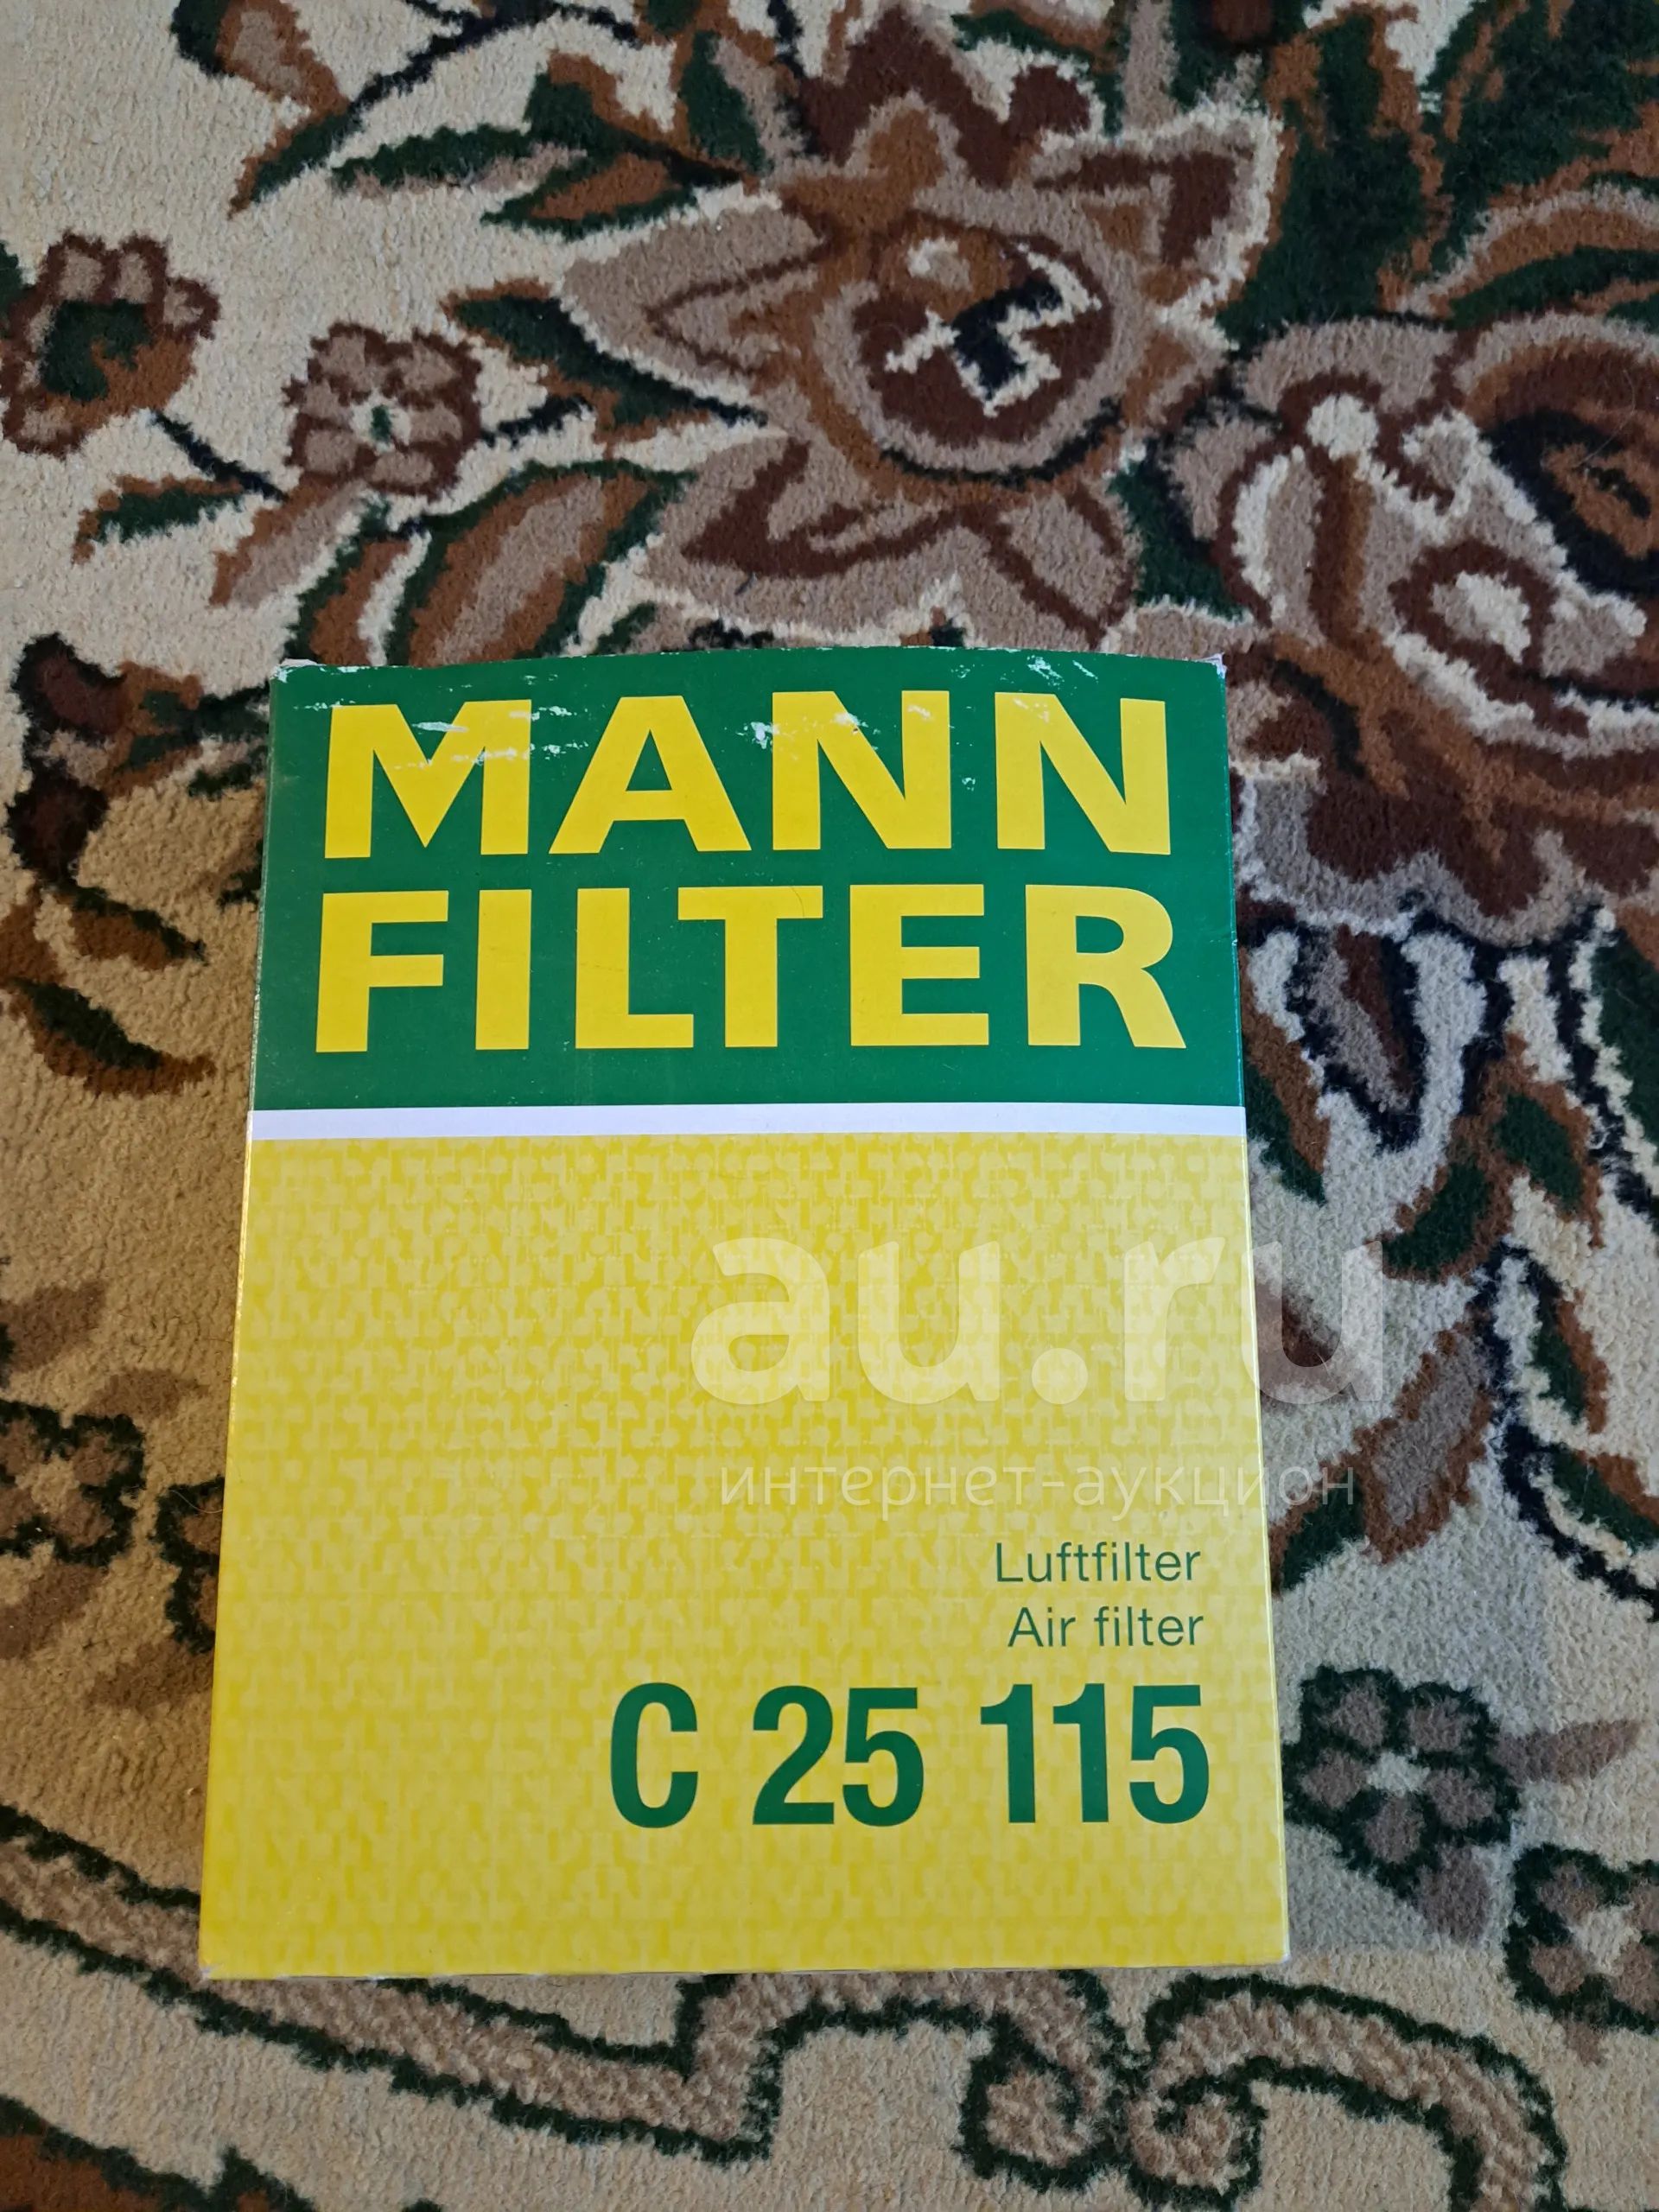 MANN
FILTER
au.ru
интернет-аукцион
Luftfilter
Air filter
C 25 115